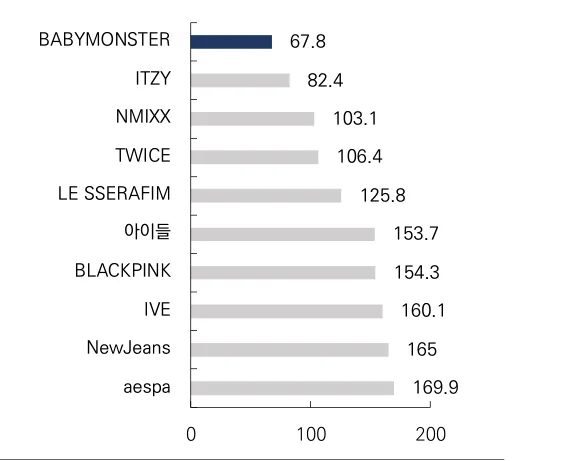 BABYMONSTER 67.8
ITZY 82.4
NMIXX 103.1
TWICE 106.4
LE SSERAFIM 125.8
아이들 153.7
BLACKPINK 154.3
IVE 160.1
NewJeans 165
aespa 169.9
0 100 200